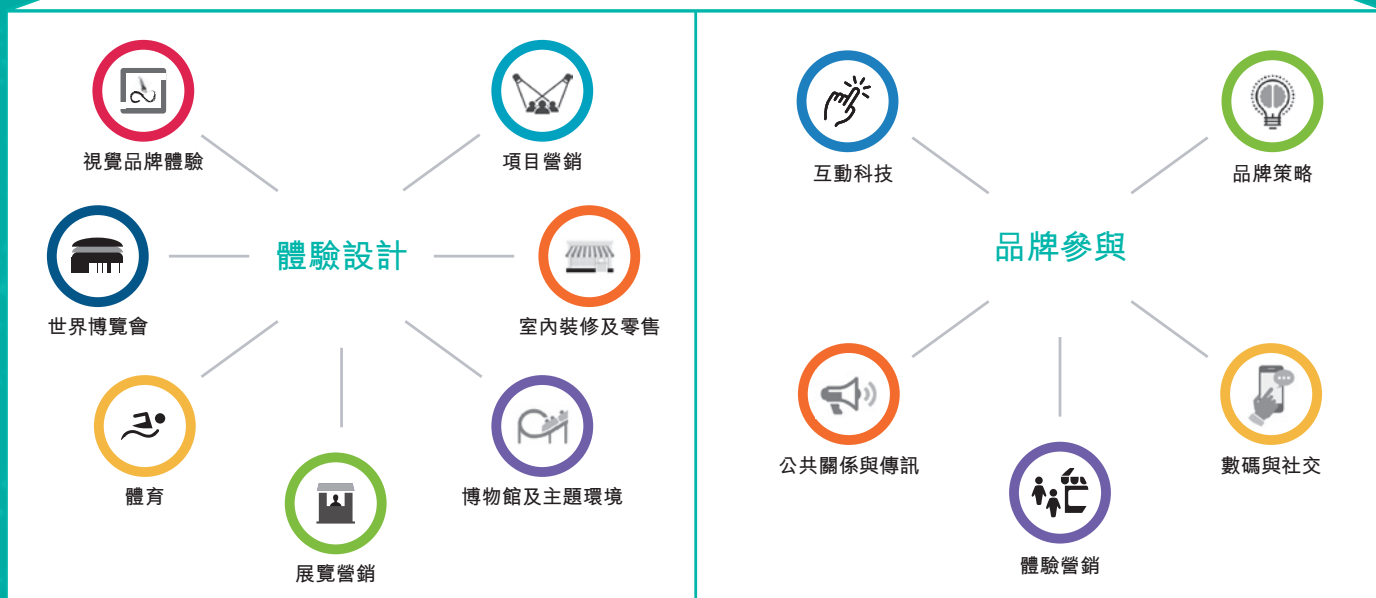 視覺品牌體驗
項目營銷
體驗設計
世界博覽會
室內裝修及零售
體育
博物館及主題環境
展覽營銷
互動科技
品牌策略
品牌參與
公共關係與傳訊
數碼與社交
體驗營銷